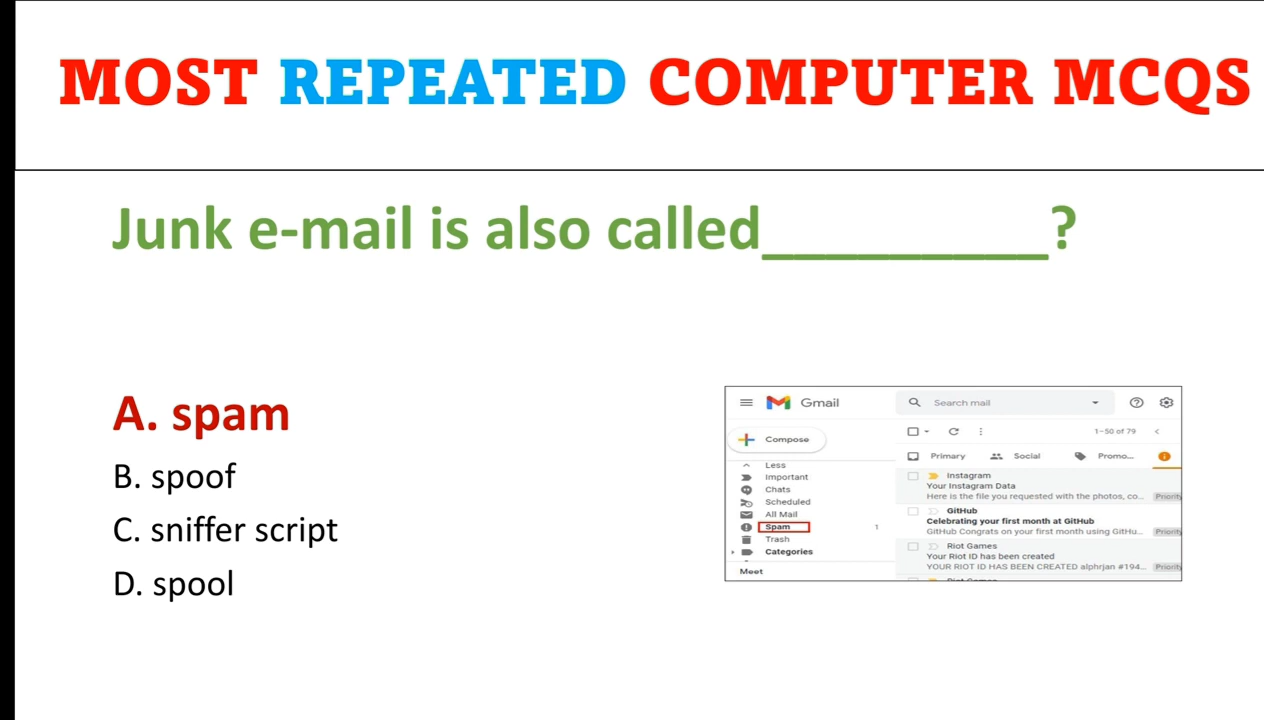 MOST REPEATED COMPUTER MCQS
Junk e-mail is also called_________?
A. spam
B. spoof
C. sniffer script
D. spool
Gmail
Compose
Less
Important
Chats
Scheduled
All Mail
Spam 1
Trash
Categories
Meet
Search mail
1–50 of 79
Primary Social Promo...
Instagram
Your Instagram Data
Here is the file you requested with the photos, co... Priority
GitHub
Celebrating your first month at GitHub
GitHub Congrats on your first month using GitHu... Priority
Riot Games
Your Riot ID has been created
YOUR RIOT ID HAS BEEN CREATED alphrjan #194... Priority